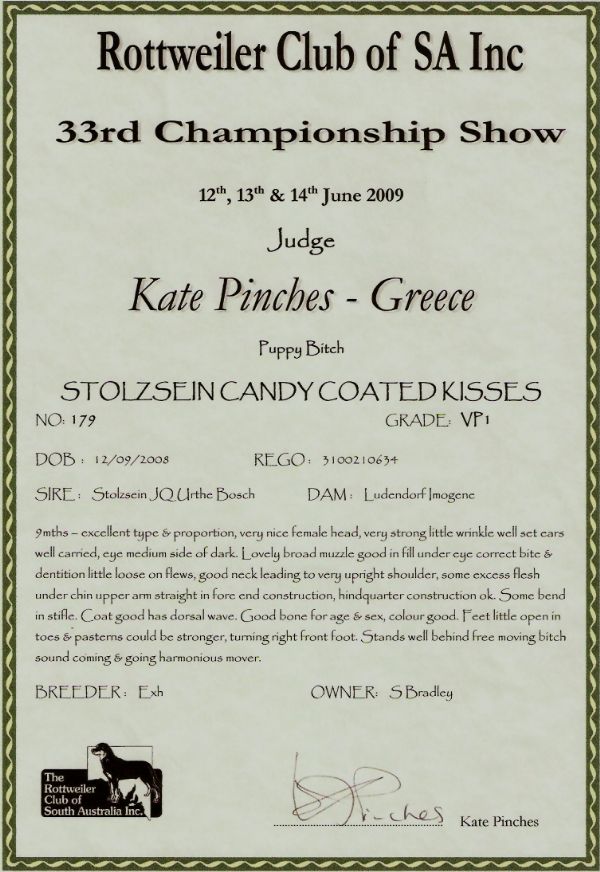 Rottweiler Club of SA Inc
33rd Championship Show
12th, 13th & 14th June 2009
Judge
Kate Pinches - Greece
Puppy Bitch
STOLZSEIN CANDY COATED KISSES
NO: 179 GRADE: VP1
DOB : 12/09/2008 REGO : 3100210634
SIRE : Stolzsein JQ.Urthe Bosch DAM : Ludendorf Imogene
9mths – excellent type & proportion, very nice female head, very strong little wrinkle well set ears
well carried, eye medium side of dark. Lovely broad muzzle good in fill under eye correct bite &
dentition little loose on flews, good neck leading to very upright shoulder, some excess flesh
under chin upper arm straight in fore end construction, hindquarter construction ok. Some bend
in stifle. Coat good has dorsal wave. Good bone for age & sex, colour good. Feet little open in
toes & pasterns could be stronger, turning right front foot. Stands well behind free moving bitch
sound coming & going harmonious mover.
BREEDER : Exh OWNER: S Bradley
The
Rottweiler
Club of
South Australia Inc.
Pinches
Kate Pinches